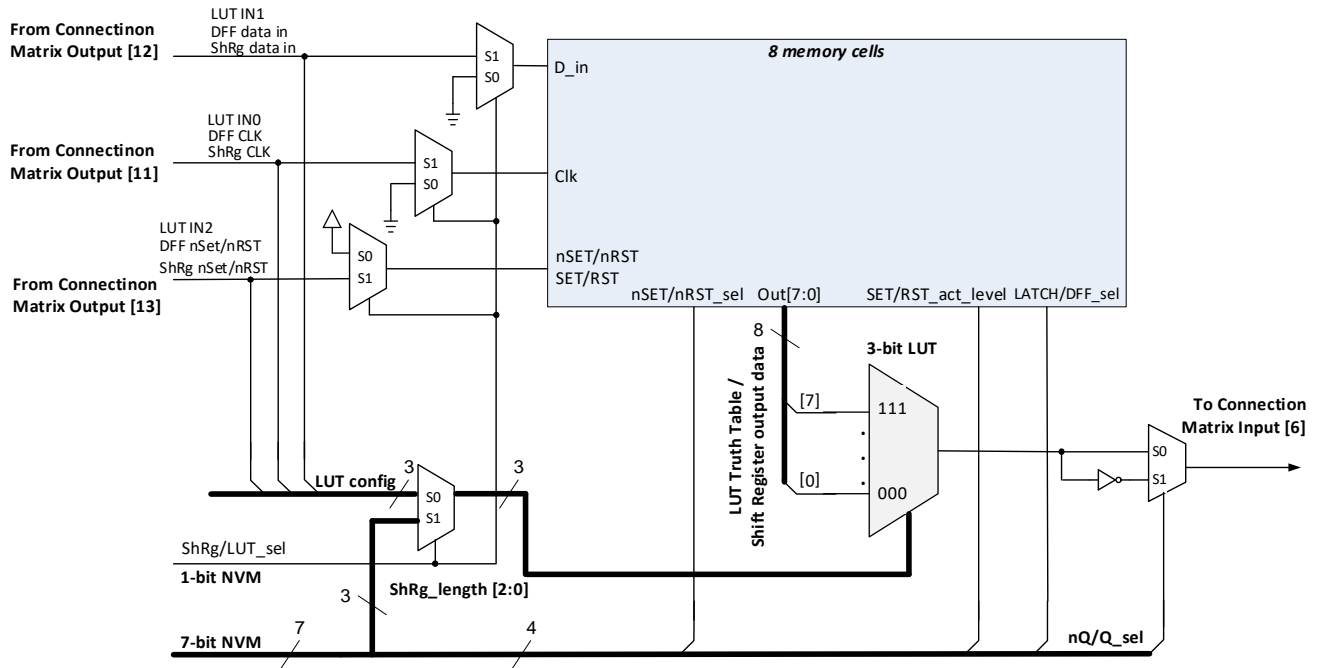 From Connectinon
Matrix Output [12]
LUT IN1
DFF data in
ShRg data in
S1
S0
D_in
8 memory cells
From Connectinon
Matrix Output [11]
LUT IN0
DFF CLK
ShRg CLK
S1
S0
Clk
From Connectinon
Matrix Output [13]
LUT IN2
DFF nSet/nRST
ShRg nSet/nRST
S0
S1
nSET/nRST
SET/RST
nSET/nRST_sel
Out[7:0]
SET/RST_act_level
LATCH/DFF_sel
8
LUT Truth Table /
Shift Register output data
3-bit LUT
[7]
111
[0]
000
To Connection
Matrix Input [6]
S0
S1
LUT config
3
S0
S1
3
ShRg/LUT_sel
1-bit NVM
ShRg_length [2:0]
3
7-bit NVM
7
4
nQ/Q_sel